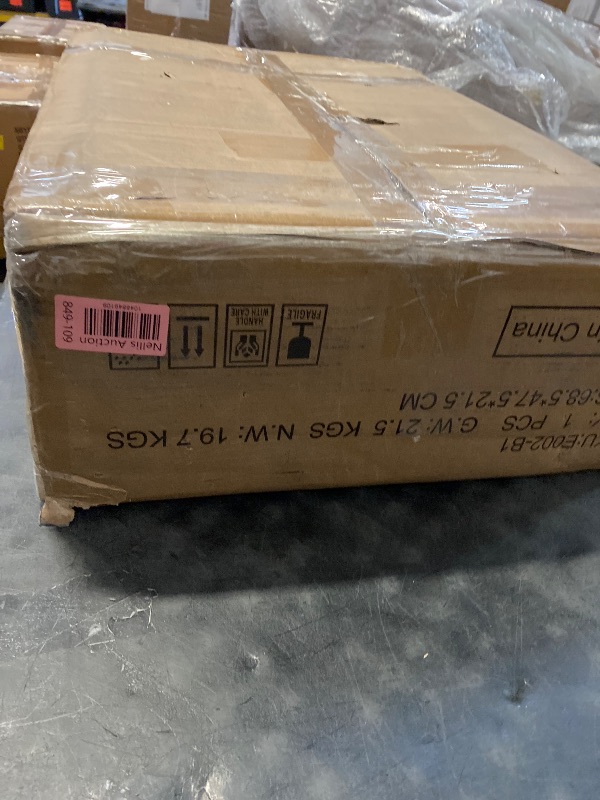 Nellis Auction
849-109
FRAGILE
HANDLE
WITH CARE
U:E002-B1
: 1 PCS G.W: 21.5 KGS N.W: 19.7 KGS
:68.5*47.5*21.5 CM
n China